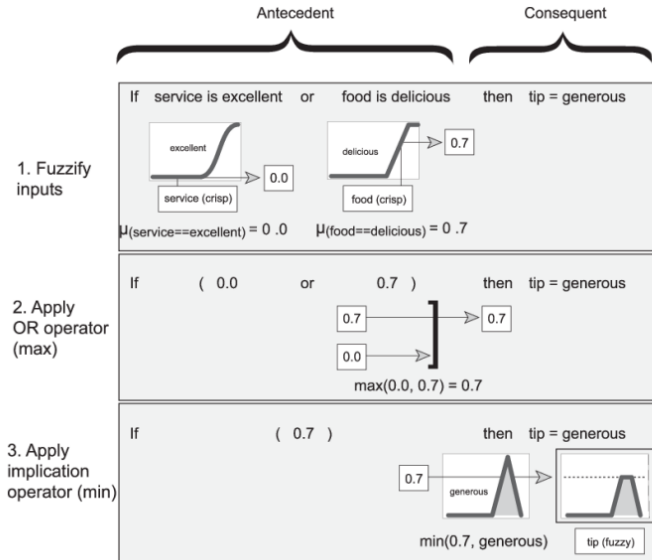 Antecedent Consequent
If service is excellent or food is delicious then tip = generous
1. Fuzzify
inputs
excellent
0.0
service (crisp)
delicious
0.7
food (crisp)
μ(service==excellent) = 0 .0 μ(food==delicious) = 0 .7
2. Apply
OR operator
(max)
If ( 0.0 or 0.7 ) then tip = generous
0.7 0.7
0.0
max(0.0, 0.7) = 0.7
3. Apply
implication
operator (min)
If ( 0.7 ) then tip = generous
0.7
generous
min(0.7, generous)
tip (fuzzy)